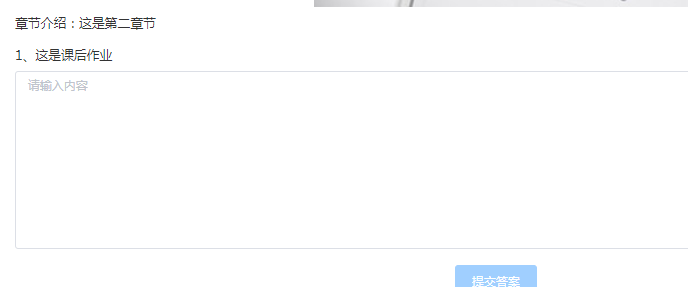 章节介绍：这是第二章节
1、这是课后作业
请输入内容
提交答案